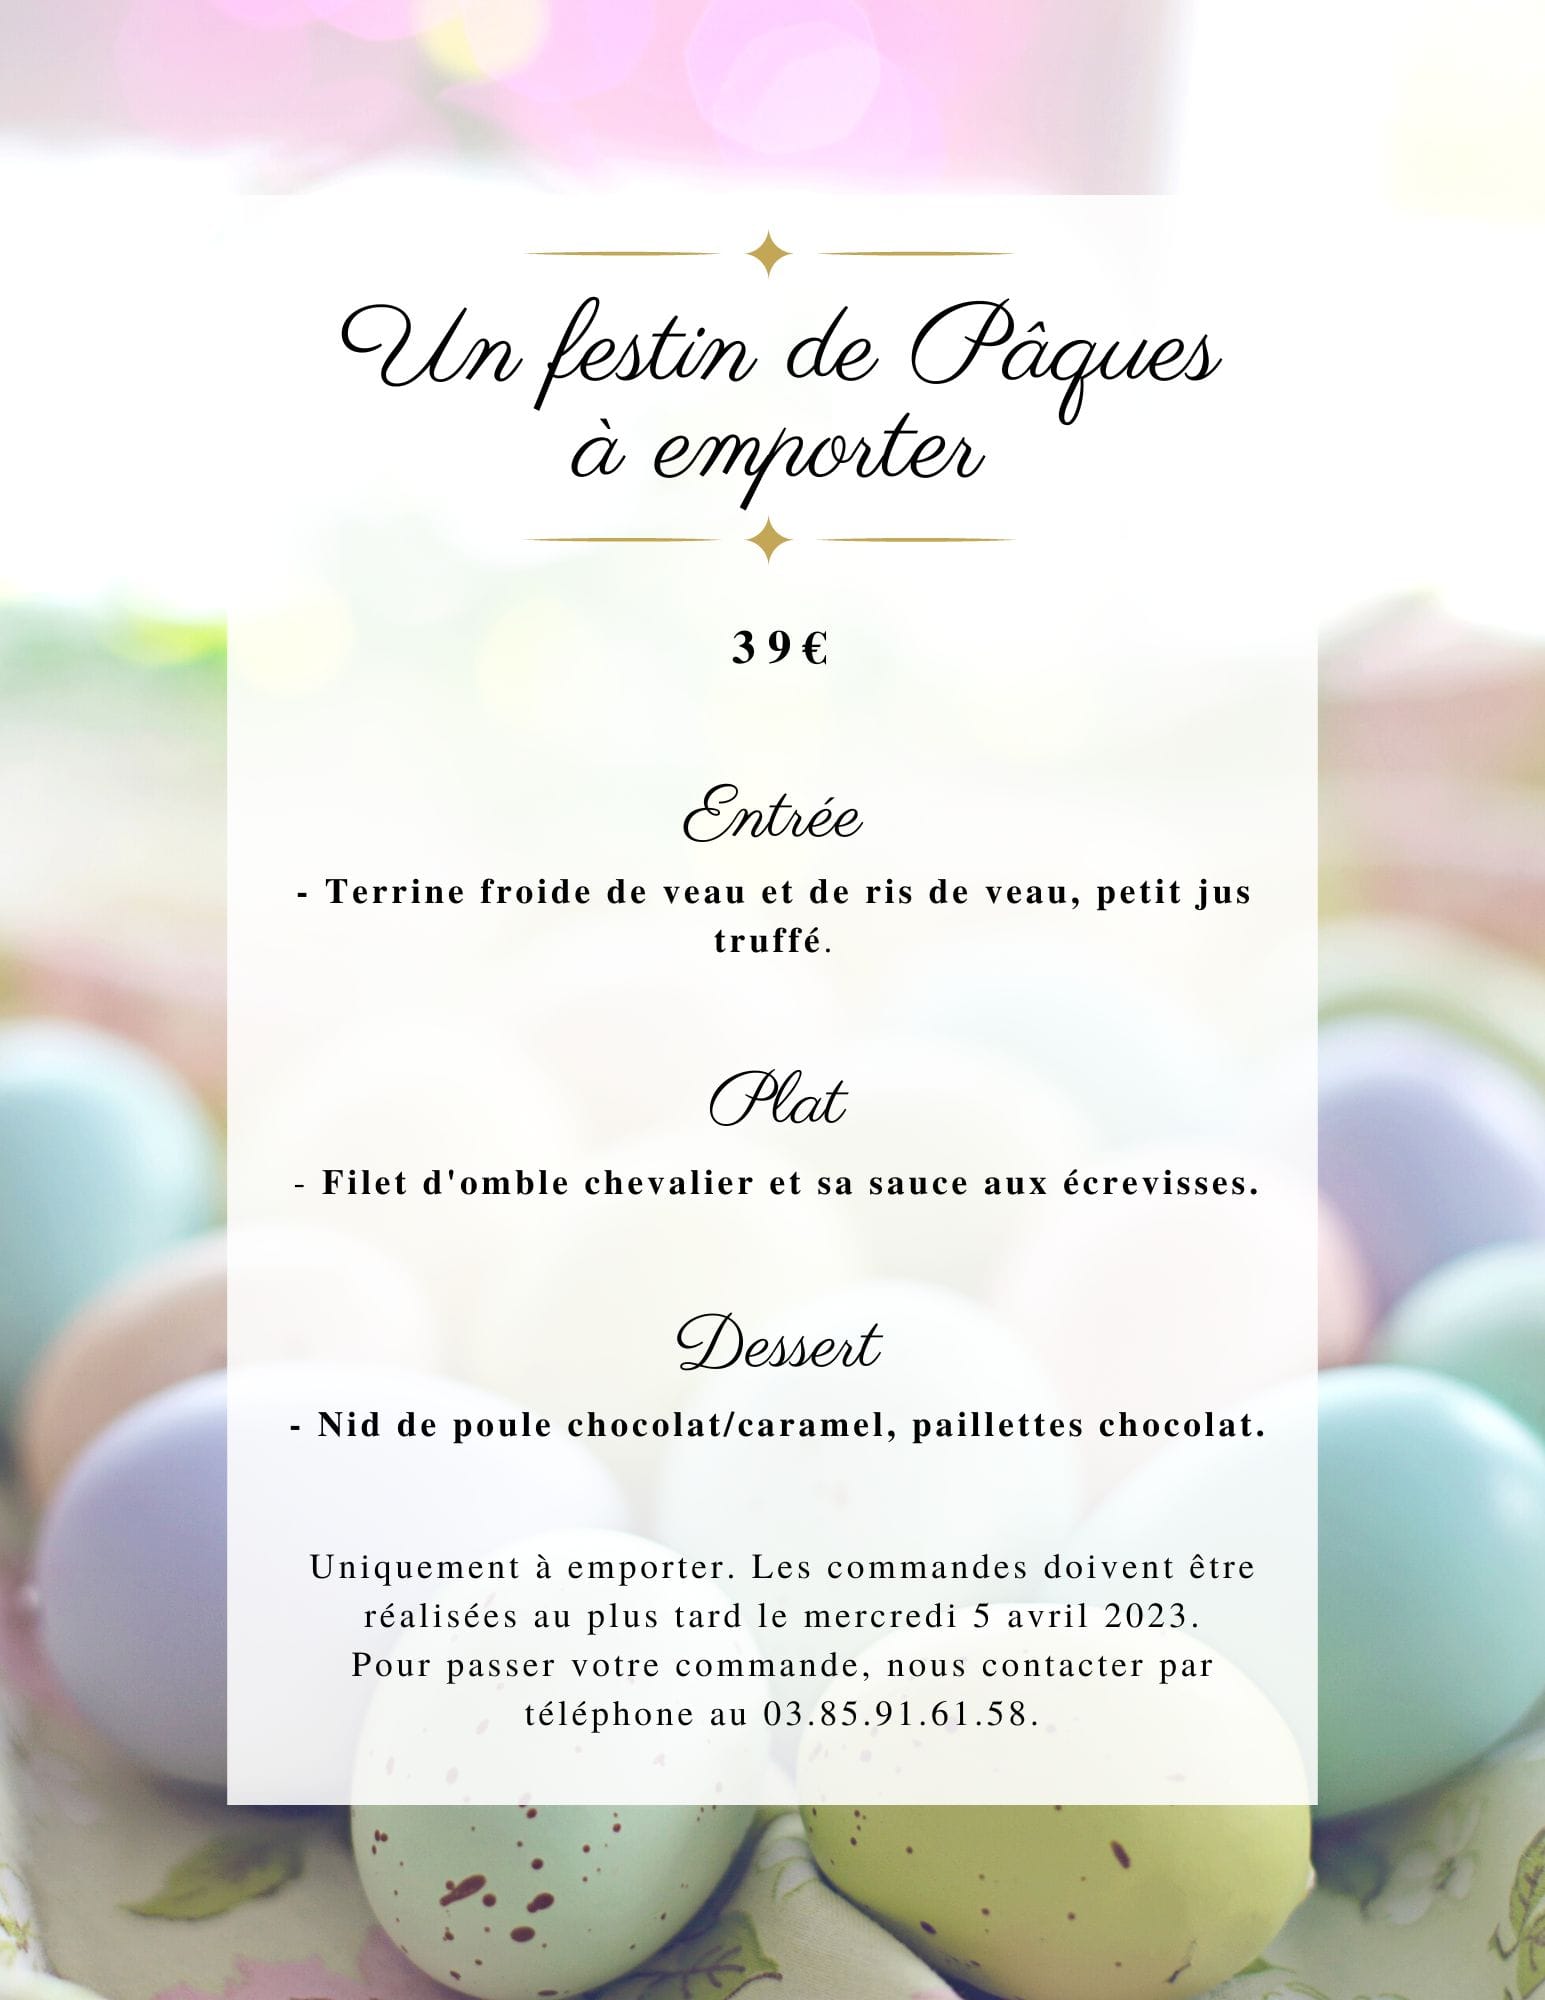 Un festin de Pâques
à emporter
39€
Entrée
- Terrine froide de veau et de ris de veau, petit jus
truffé.
Plat
- Filet d'omble chevalier et sa sauce aux écrevisses.
Dessert
- Nid de poule chocolat/caramel, paillettes chocolat.
Uniquement à emporter. Les commandes doivent être
réalisées au plus tard le mercredi 5 avril 2023.
Pour passer votre commande, nous contacter par
téléphone au 03.85.91.61.58.